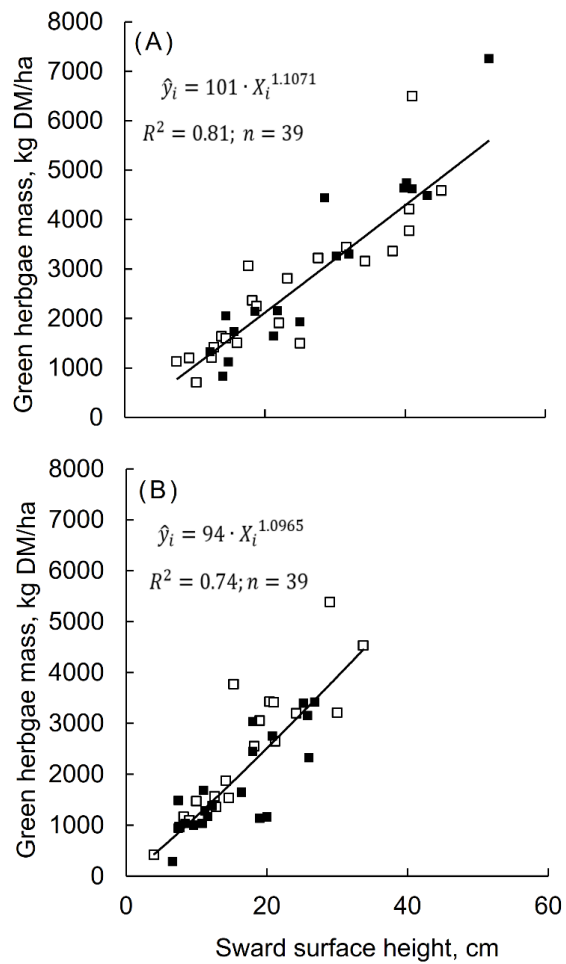 (A)
ŷᵢ = 101 · Xᵢ^1.1071
R² = 0.81; n = 39
Green herbgae mass, kg DM/ha
8000
7000
6000
5000
4000
3000
2000
1000
0
(B)
ŷᵢ = 94 · Xᵢ^1.0965
R² = 0.74; n = 39
Green herbgae mass, kg DM/ha
8000
7000
6000
5000
4000
3000
2000
1000
0
0 20 40 60
Sward surface height, cm